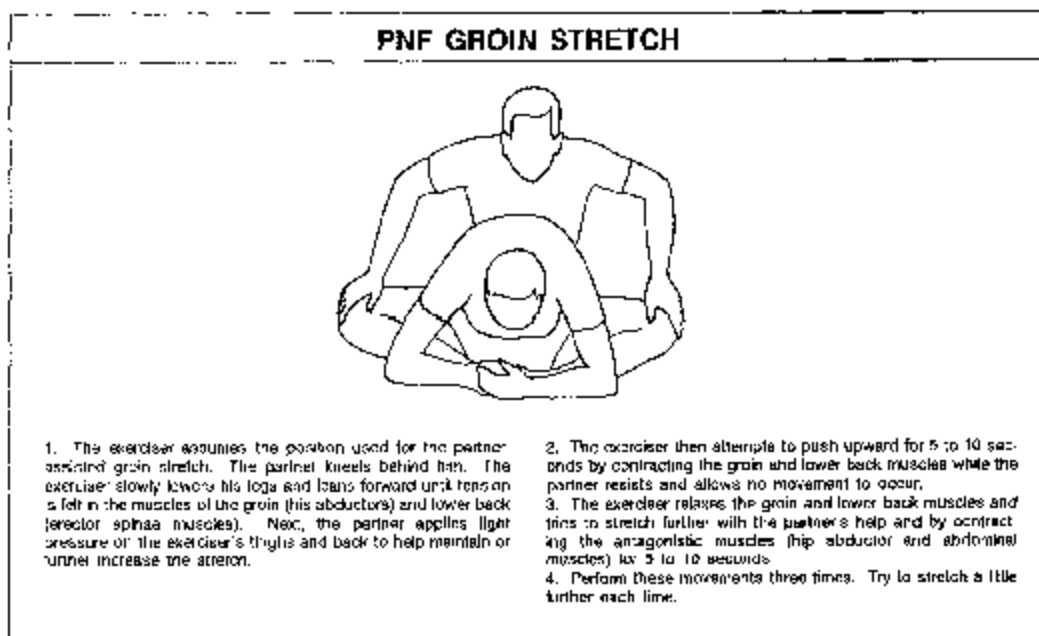 PNF GROIN STRETCH
1. The exerciser assumes the position used for the partner-
assisted groin stretch. The partner kneels behind him. The
exerciser slowly lowers his legs and leans forward until tension
is felt in the muscles of the groin (hip abductors) and lower back
(erector spinae muscles). Next, the partner applies light
pressure on the exerciser's thighs and back to help maintain or
further increase the stretch.
2. The exerciser then attempts to push upward for 5 to 10 sec-
onds by contracting the groin and lower back muscles while the
partner resists and allows no movement to occur.
3. The exerciser relaxes the groin and lower back muscles and
tries to stretch further with the partner's help and by contract-
ing the antagonistic muscles (hip abductor and abdominal
muscles) for 5 to 10 seconds.
4. Perform these movements three times. Try to stretch a little
further each time.